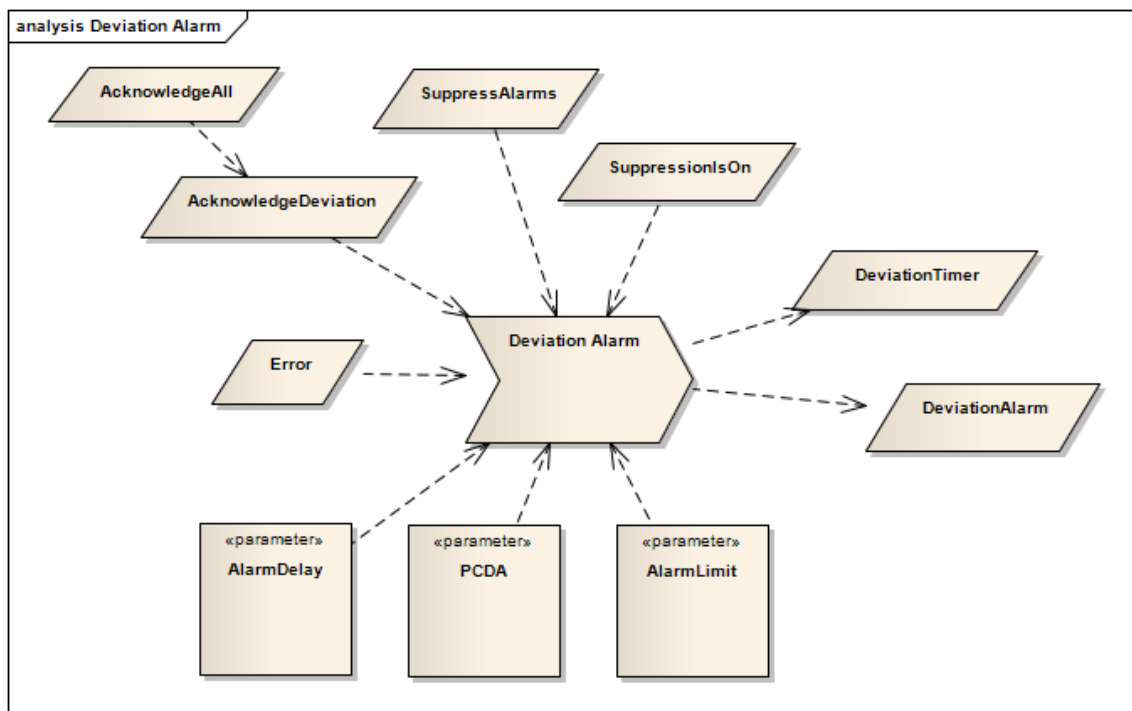 analysis Deviation Alarm
AcknowledgeAll
SuppressAlarms
SuppressionIsOn
AcknowledgeDeviation
DeviationTimer
Deviation Alarm
Error
DeviationAlarm
«parameter»
AlarmDelay
«parameter»
PCDA
«parameter»
AlarmLimit